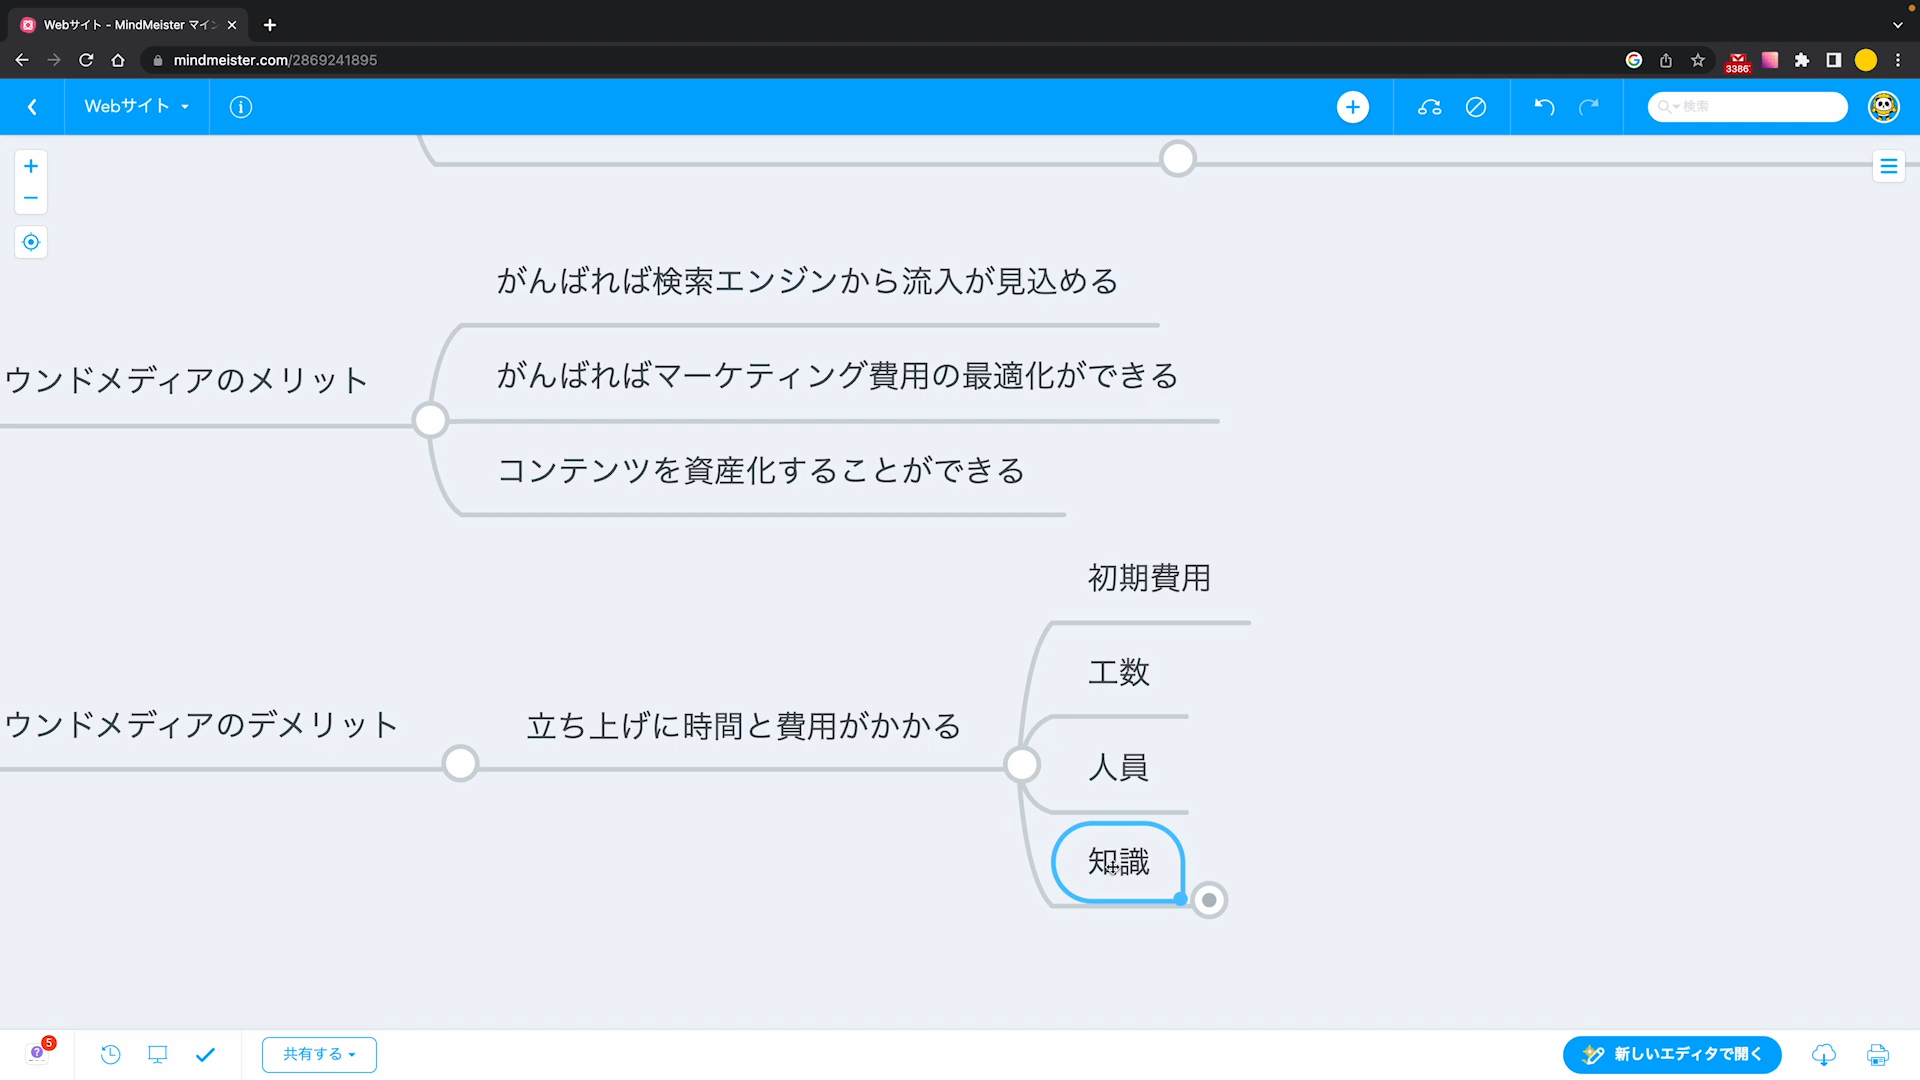 Webサイト - MindMeister マイン
mindmeister.com/2869241895
3386
Webサイト
検索
がんばれば検索エンジンから流入が見込める
がんばればマーケティング費用の最適化ができる
ウンドメディアのメリット
コンテンツを資産化することができる
初期費用
工数
立ち上げに時間と費用がかかる
ウンドメディアのデメリット
人員
知識
5
共有する
新しいエディタで開く